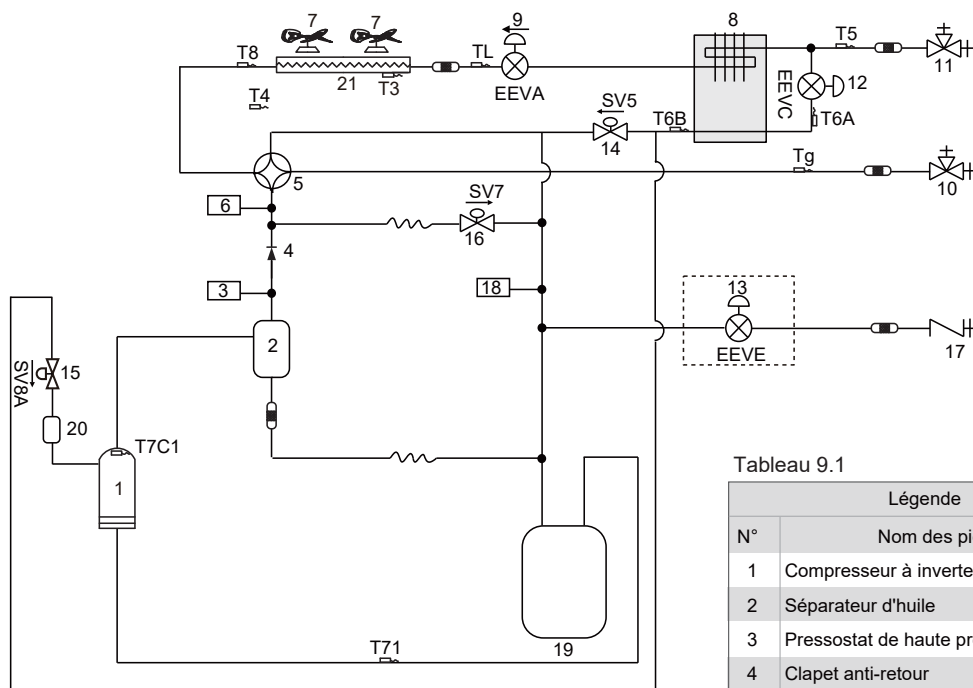 7 7 9 8
T8 TL T5
21 T3 EEVA 11
T4 EEVC 12
SV5 T6B T6A
14
Tg
5 10
6 SV7
16
4
3 18 13
2 EEVE 17
SV8A 15
20
T7C1
1
19
T71
Tableau 9.1
Légende
N° Nom des
1 Compresseur à
2 Séparateur d'huile
3 Pressostat de haute
4 Clapet anti-retour